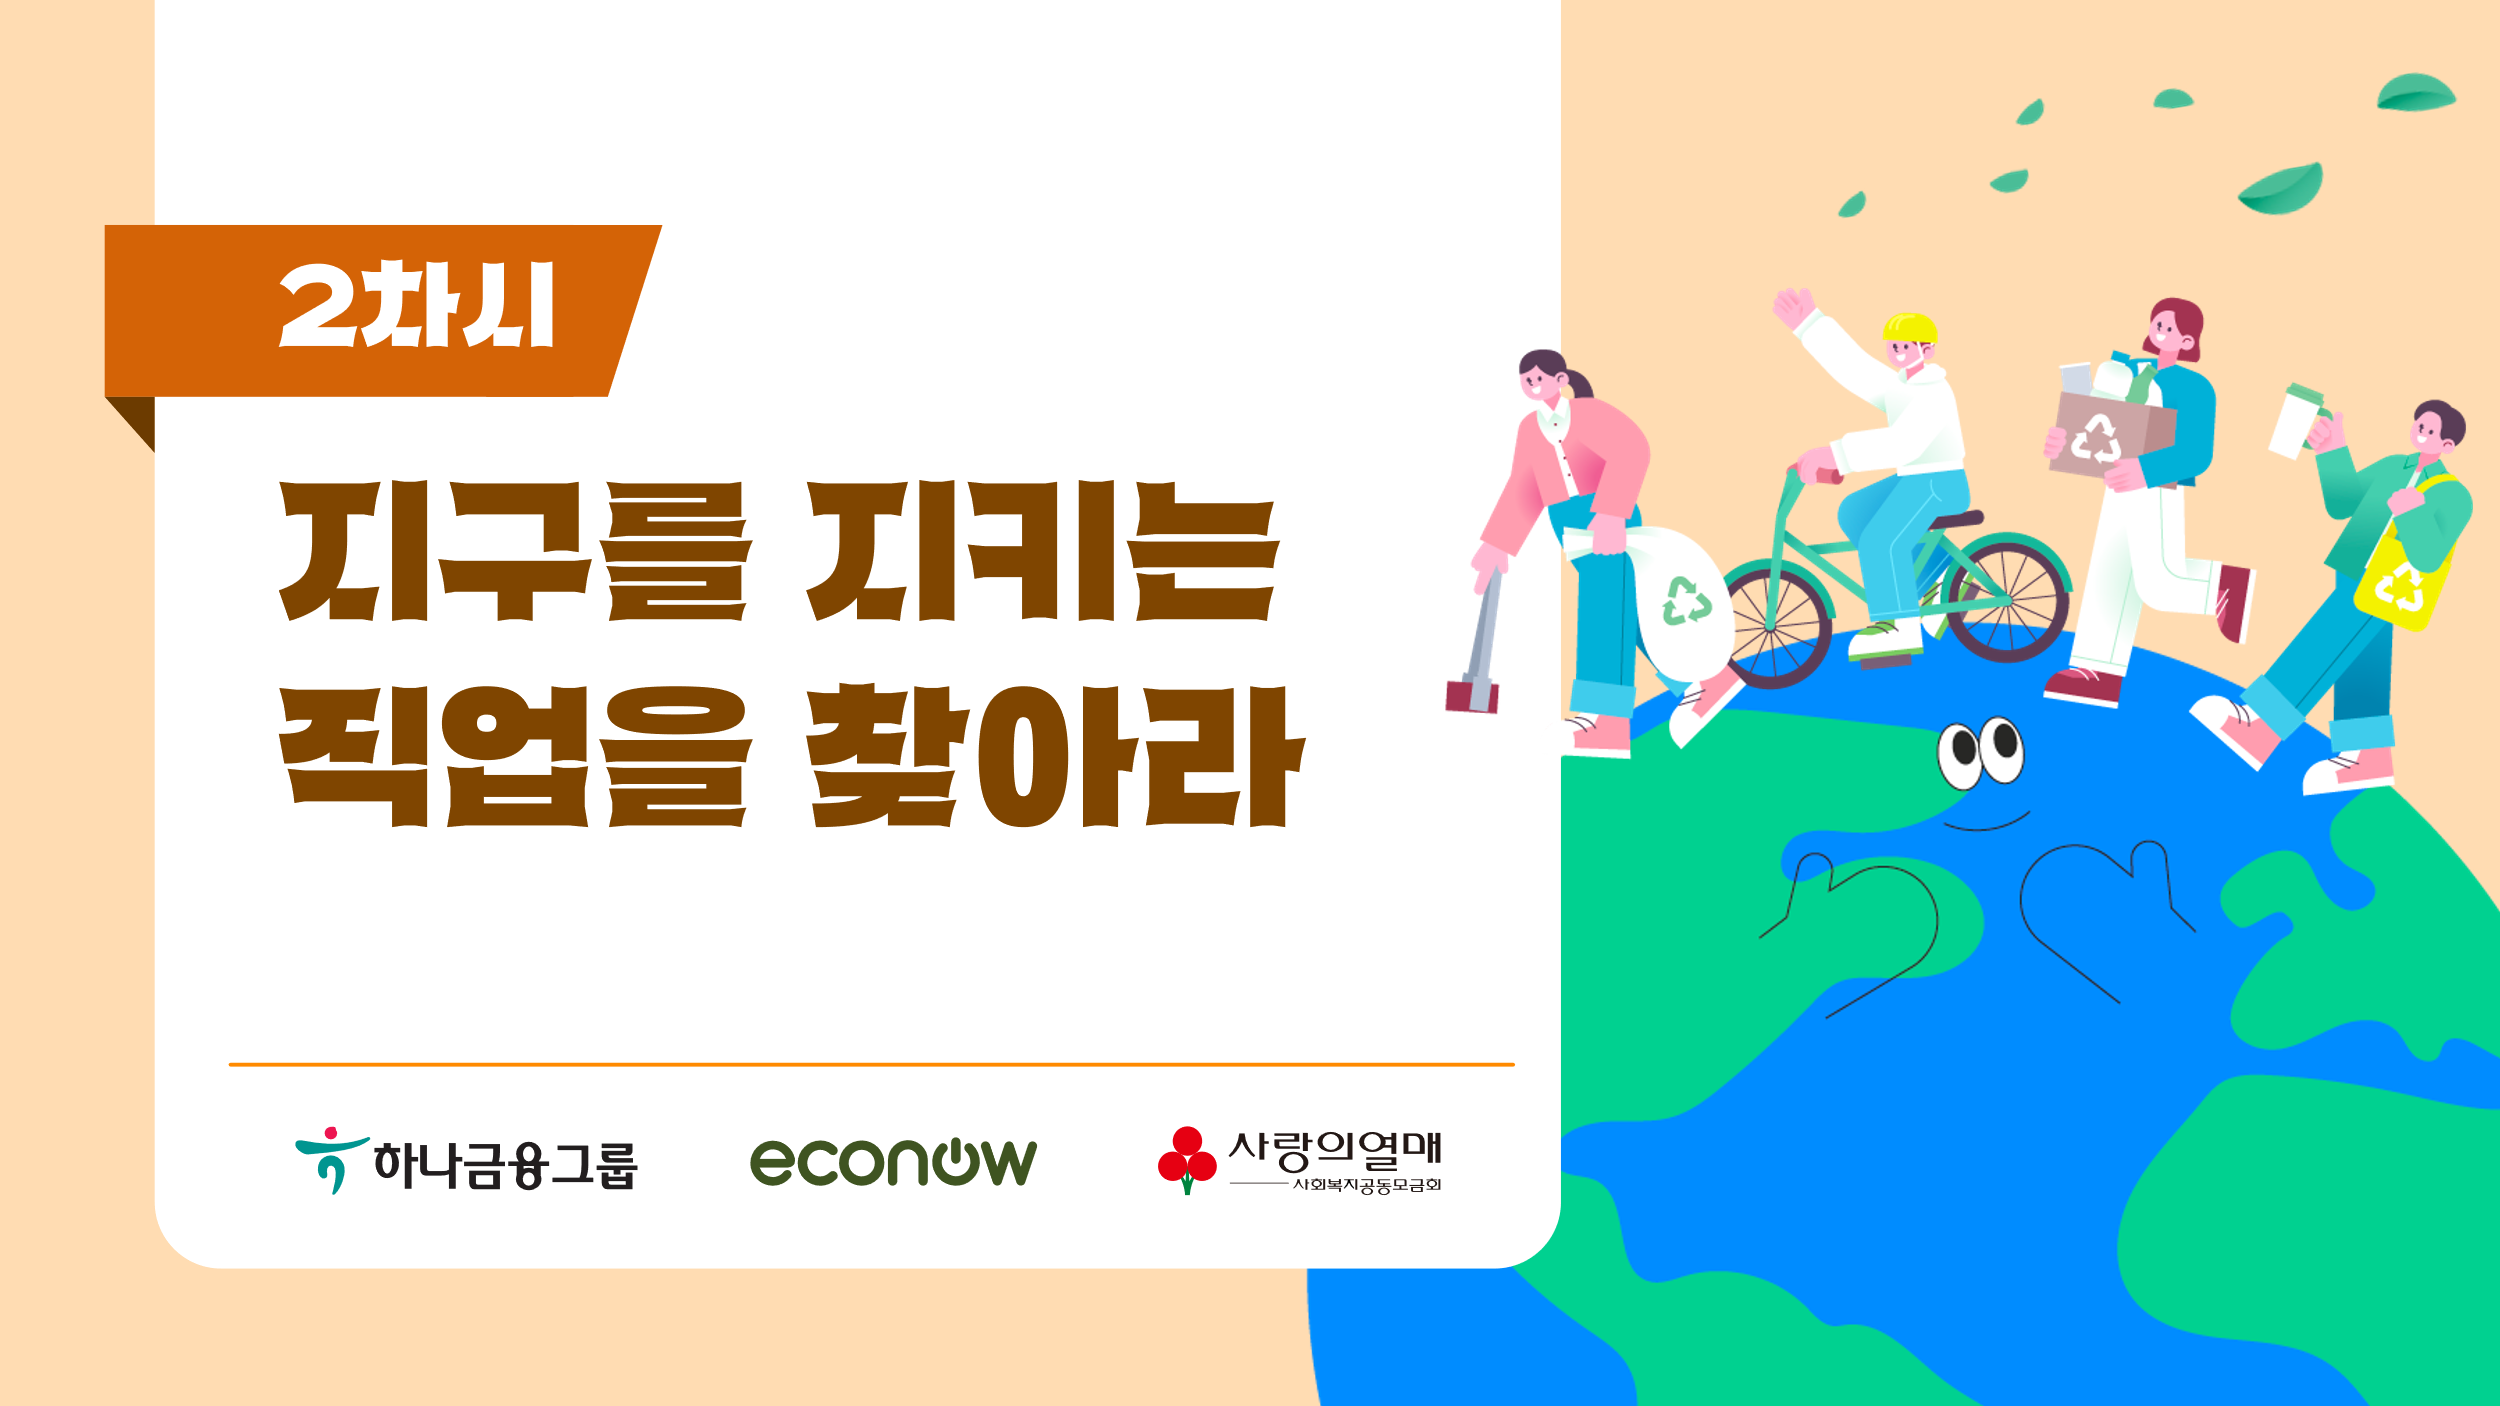 2차시
지구를 지키는
직업을 찾아라
하나금융그룹
econow
사랑의열매
사회복지공동모금회